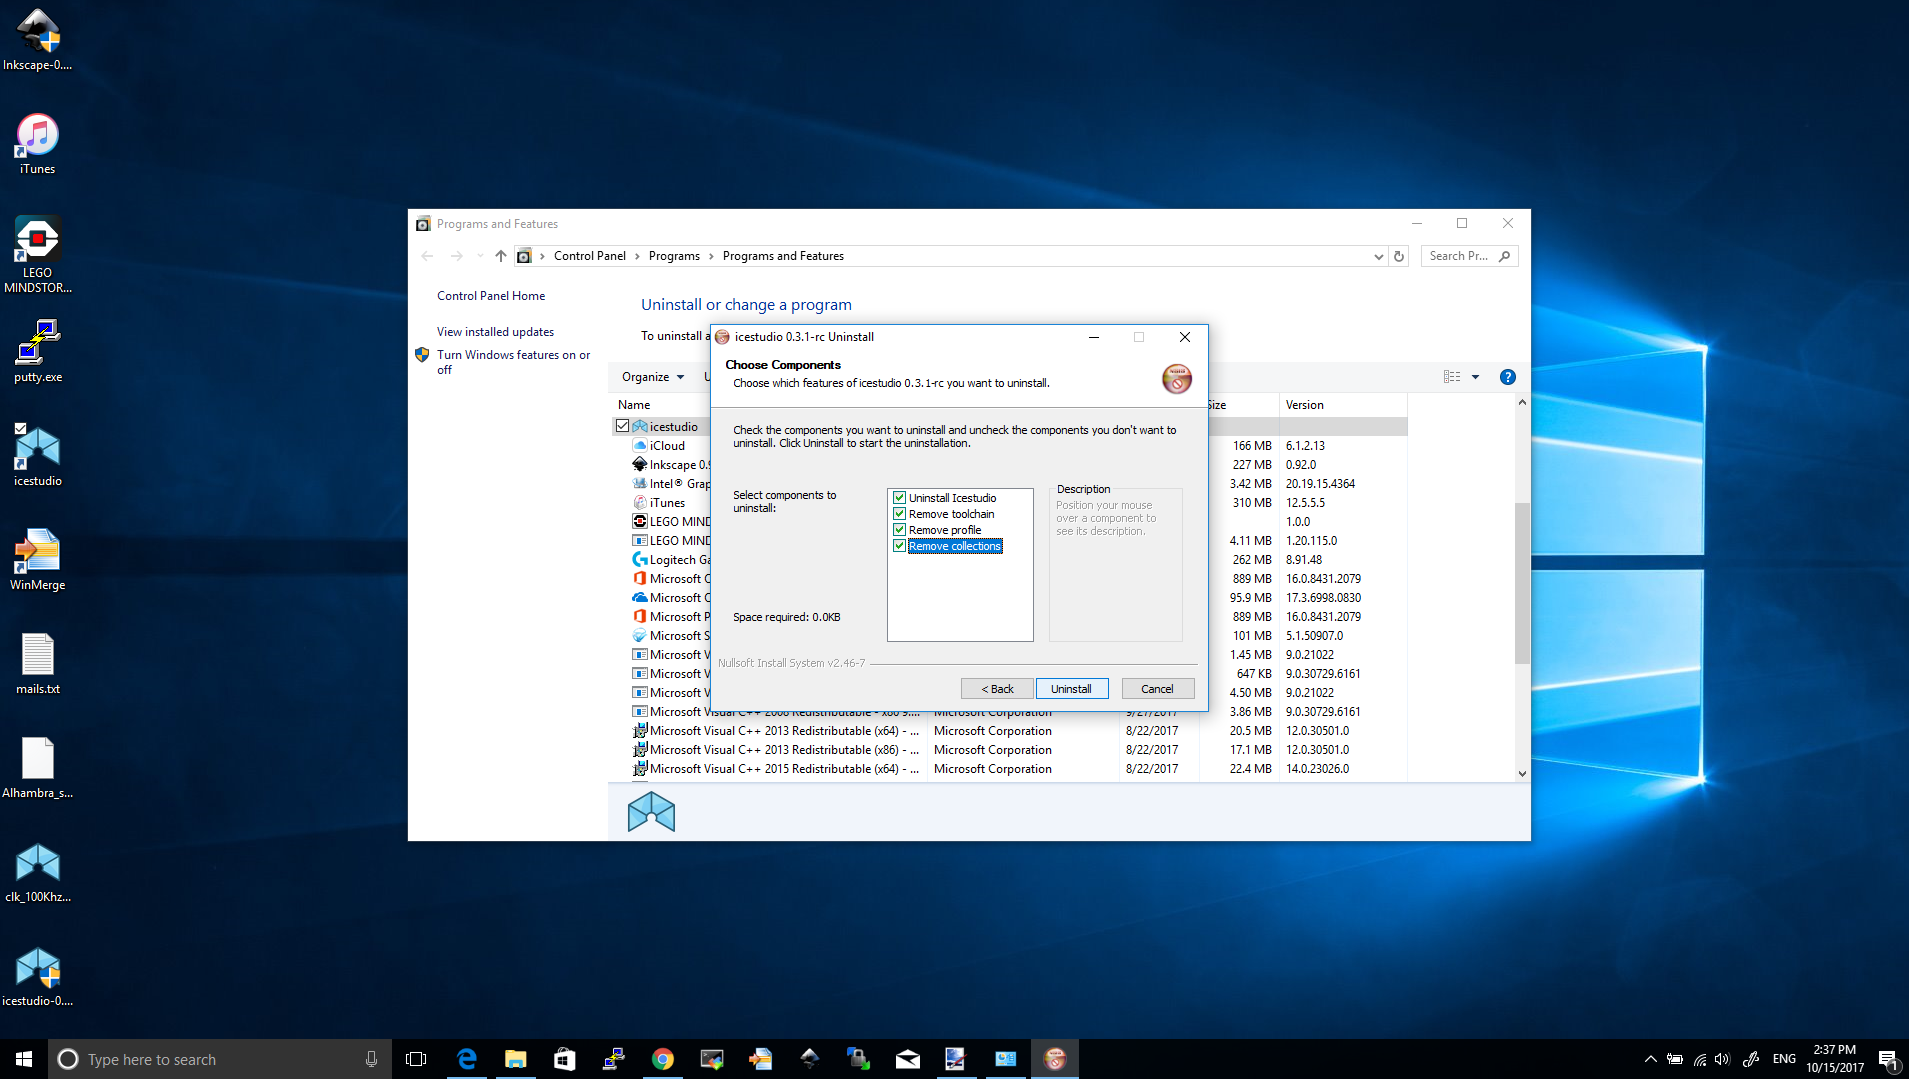 Inkscape-0....
iTunes
LEGO
MINDSTOR...
putty.exe
icestudio
WinMerge
mails.txt
Alhambra_s...
clk_100Khz...
icestudio-0....
Programs and Features
Control Panel
Programs
Programs and Features
Search Pr...
Control Panel Home
View installed updates
Turn Windows features on or
off
Uninstall or change a program
To uninstall a
Organize
U
Name
Size
Version
icestudio
iCloud
166 MB
6.1.2.13
Inkscape 0.9
227 MB
0.92.0
Intel® Grap
3.42 MB
20.19.15.4364
iTunes
310 MB
12.5.5.5
LEGO MIND
1.0.0
LEGO MIND
4.11 MB
1.20.115.0
Logitech Ga
262 MB
8.91.48
Microsoft O
889 MB
16.0.8431.2079
Microsoft O
95.9 MB
17.3.6998.0830
Microsoft P
889 MB
16.0.8431.2079
Microsoft S
101 MB
5.1.50907.0
Microsoft V
1.45 MB
9.0.21022
Microsoft V
647 KB
9.0.30729.6161
Microsoft V
4.50 MB
9.0.21022
Microsoft Visual C++ 2008 Redistributable - x86 9....
Microsoft Corporation
9/27/2017
3.86 MB
9.0.30729.6161
Microsoft Visual C++ 2013 Redistributable (x64) - ...
Microsoft Corporation
8/22/2017
20.5 MB
12.0.30501.0
Microsoft Visual C++ 2013 Redistributable (x86) - ...
Microsoft Corporation
8/22/2017
17.1 MB
12.0.30501.0
Microsoft Visual C++ 2015 Redistributable (x64) - ...
Microsoft Corporation
8/22/2017
22.4 MB
14.0.23026.0
icestudio 0.3.1-rc Uninstall
Choose Components
Choose which features of icestudio 0.3.1-rc you want to uninstall.
Check the components you want to uninstall and uncheck the components you don't want to
uninstall. Click Uninstall to start the uninstallation.
Select components to
uninstall:
Uninstall Icestudio
Remove toolchain
Remove profile
Remove collections
Description
Position your mouse
over a component to
see its description.
Space required: 0.0KB
Nullsoft Install System v2.46-7
< Back
Uninstall
Cancel
Type here to search
ENG
2:37 PM
10/15/2017
1